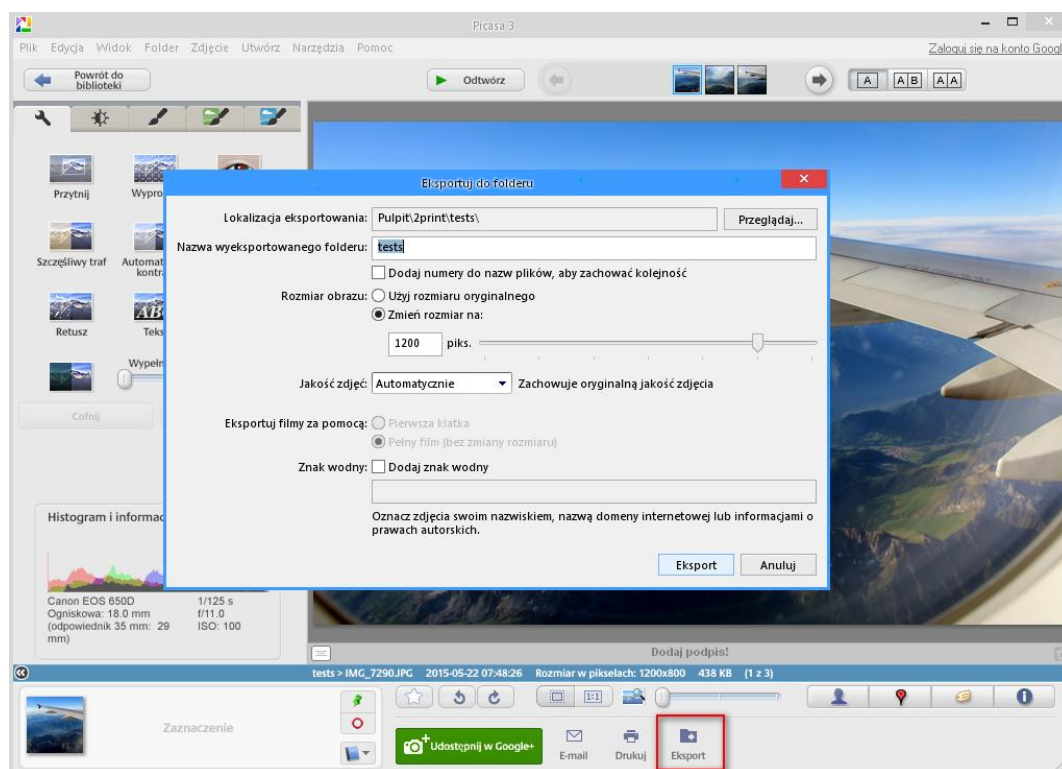 Picasa 3
Plik Edycja Widok Folder Zdjęcie Utwórz Narzędzia Pomoc
Zaloguj się na konto Googl
Powrót do
biblioteki
Odtwórz
A
A B
A A
Przytnij
Wypro
Szczęśliwy traf
Automat
kontra
Retusz
Teks
Wypełn
Cofnij
Histogram i informac
Canon EOS 650D 1/125 s
Ogniskowa: 18.0 mm f/11.0
(odpowiednik 35 mm: 29 ISO: 100
mm)
Eksportuj do folderu
Lokalizacja eksportowania: Pulpit\2print\tests\ Przeglądaj...
Nazwa wyeksportowanego folderu: tests
Dodaj numery do nazw plików, aby zachować kolejność
Rozmiar obrazu: Użyj rozmiaru oryginalnego
Zmień rozmiar na:
1200 piks.
Jakość zdjęć: Automatycznie Zachowuje oryginalną jakość zdjęcia
Eksportuj filmy za pomocą: Pierwsza klatka
Pełny film (bez zmiany rozmiaru)
Znak wodny: Dodaj znak wodny
Oznacz zdjęcia swoim nazwiskiem, nazwą domeny internetowej lub informacjami o
prawach autorskich.
Eksport Anuluj
Dodaj podpis!
tests > IMG_7290.JPG 2015-05-22 07:48:26 Rozmiar w pikselach: 1200x800 438 KB (1 z 3)
Zaznaczenie
1:1
Udostępnij w Google+
E-mail Drukuj Eksport